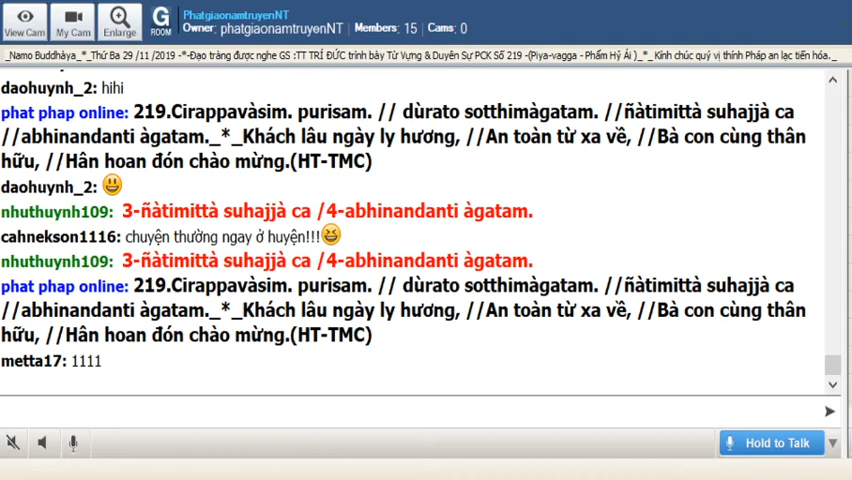 PhatgiaonamtruyenNT
Owner: phatgiaonamtruyenNT Members: 15 Cams: 0
View Cam My Cam Enlarge G ROOM
_Namo Buddhàya_*_Thứ Ba 29 /11 /2019 -*-Đạo tràng được nghe GS :TT TRÍ ĐỨC trình bày Từ Vựng & Duyên Sự PCK Số 219 -(Piya-vagga - Phẩm Hỷ Ái )_*_ Kính chúc quý vị thính Pháp an lạc tiến hóa._
daohuynh_2: hihi
phat phap online: 219.Cirappavàsim. purisam. // dùrato sotthimàgatam. //ñàtimittà suhajjà ca
//abhinandanti àgatam._*_Khách lâu ngày ly hương, //An toàn từ xa về, //Bà con cùng thân
hữu, //Hân hoan đón chào mừng.(HT-TMC)
daohuynh_2:
nhuthuynh109: 3-ñàtimittà suhajjà ca /4-abhinandanti àgatam.
cahnekson1116: chuyện thường ngay ở huyện!!!
nhuthuynh109: 3-ñàtimittà suhajjà ca /4-abhinandanti àgatam.
phat phap online: 219.Cirappavàsim. purisam. // dùrato sotthimàgatam. //ñàtimittà suhajjà ca
//abhinandanti àgatam._*_Khách lâu ngày ly hương, //An toàn từ xa về, //Bà con cùng thân
hữu, //Hân hoan đón chào mừng.(HT-TMC)
metta17: 1111
Hold to Talk